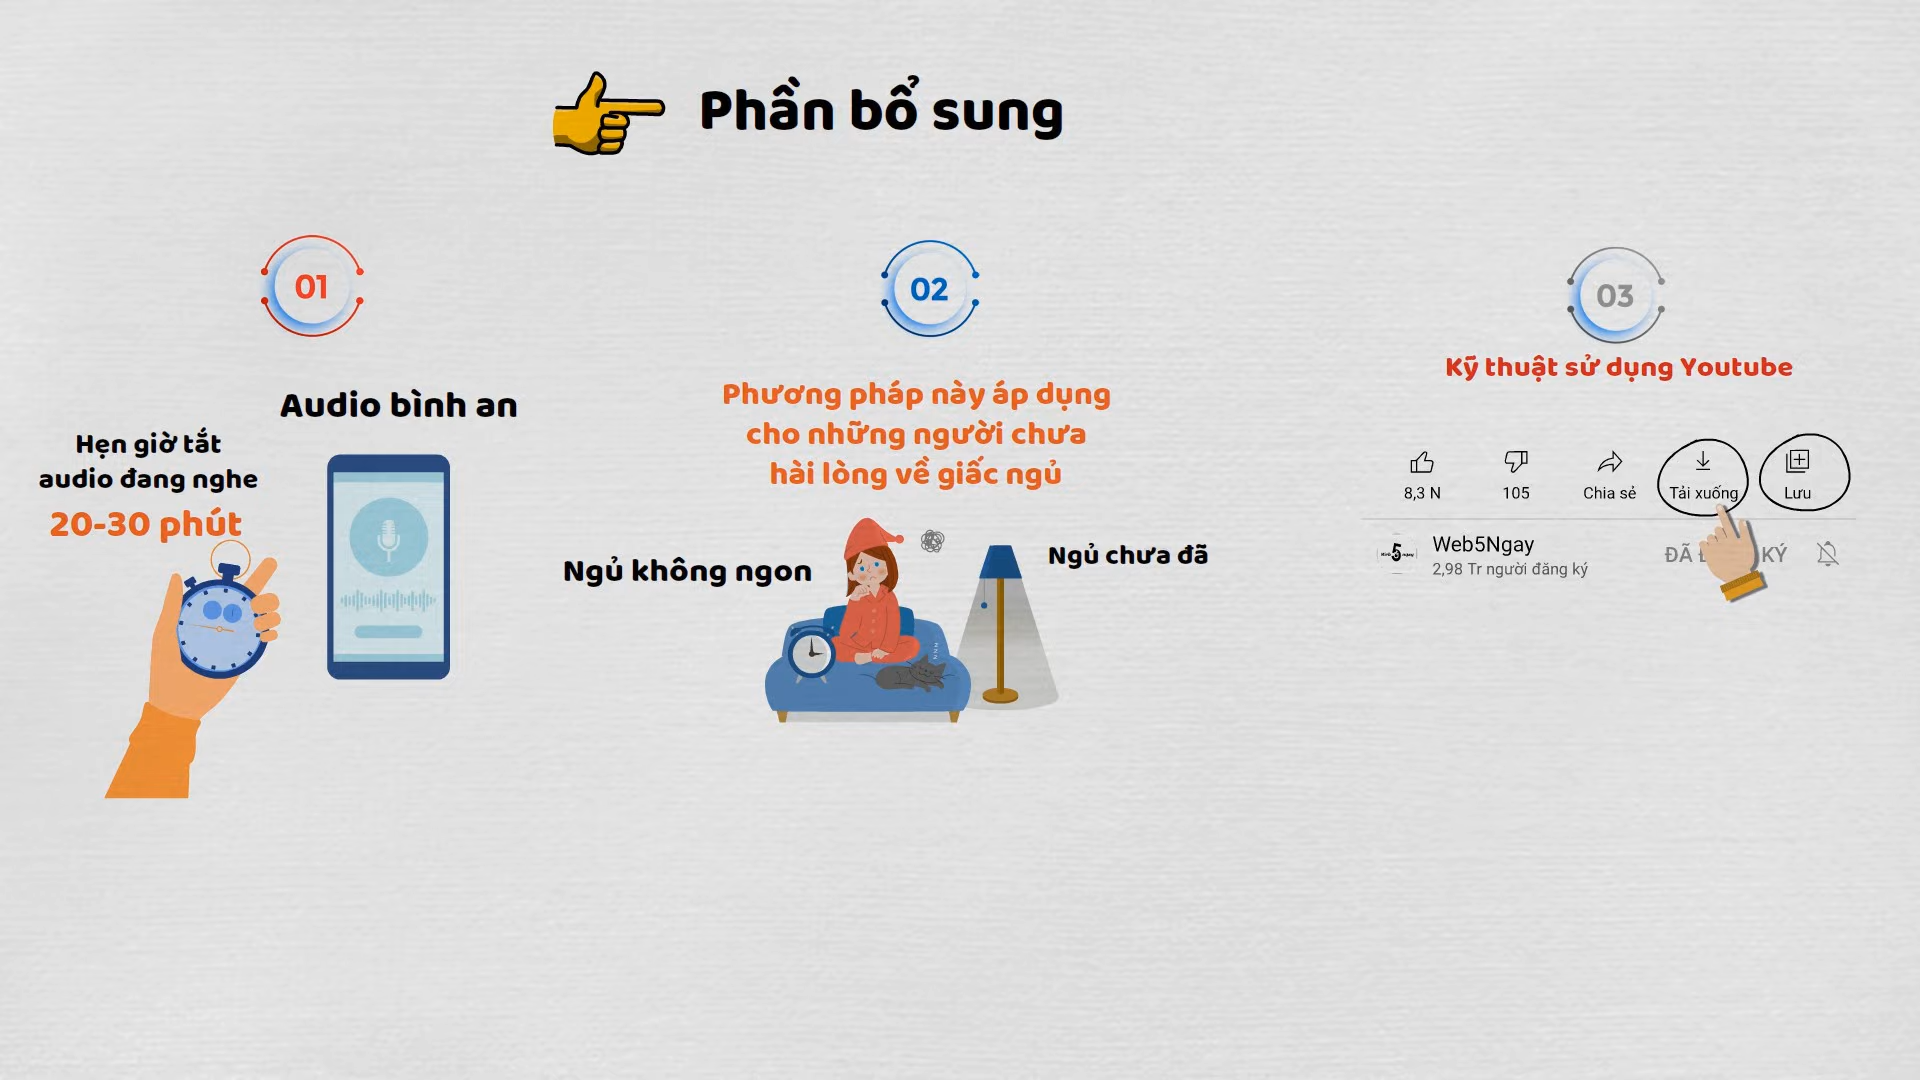 Phần bổ sung
01
Audio bình an
Hẹn giờ tắt
audio đang nghe
20-30 phút
02
Phương pháp này áp dụng
cho những người chưa
hài lòng về giấc ngủ
Ngủ không ngon
Ngủ chưa đã
03
Kỹ thuật sử dụng Youtube
8,3 N
105
Chia sẻ
Tải xuống
Lưu
Web5Ngay
2,98 Tr người đăng ký
ĐÃ
KÝ